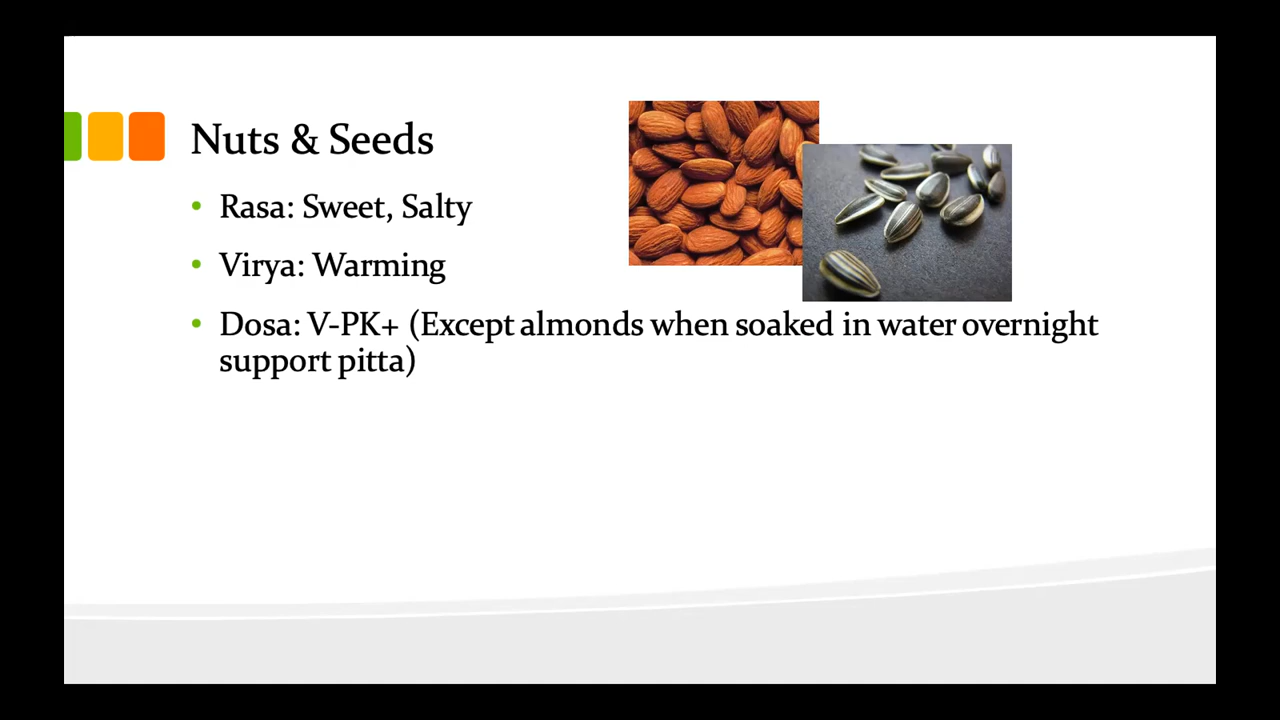 Nuts & Seeds
• Rasa: Sweet, Salty
• Virya: Warming
• Dosa: V-PK+ (Except almonds when soaked in water overnight
support pitta)